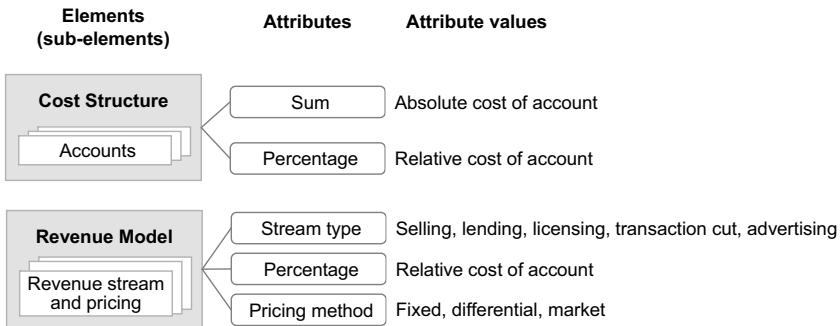 Elements
(sub-elements)
Attributes
Attribute values
Cost Structure
Accounts
Sum
Absolute cost of account
Percentage
Relative cost of account
Revenue Model
Revenue stream
and pricing
Stream type
Selling, lending, licensing, transaction cut, advertising
Percentage
Relative cost of account
Pricing method
Fixed, differential, market